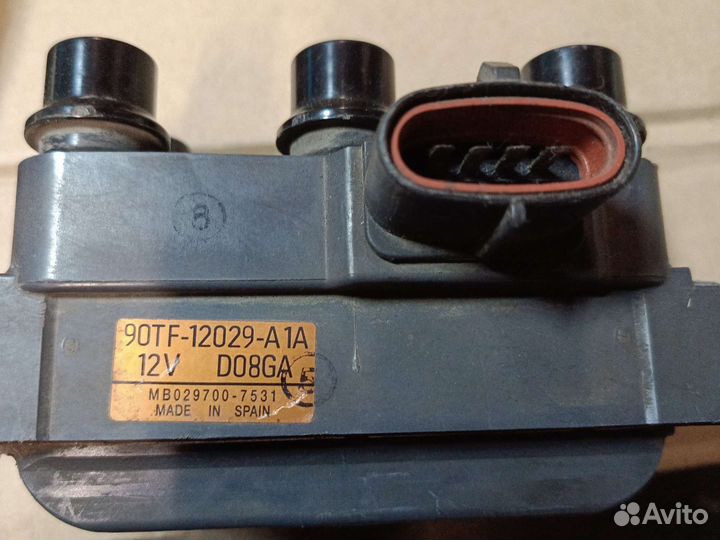 8
90TF-12029-A1A
12V D08GA
MB029700-7531
MADE IN SPAIN
Avito